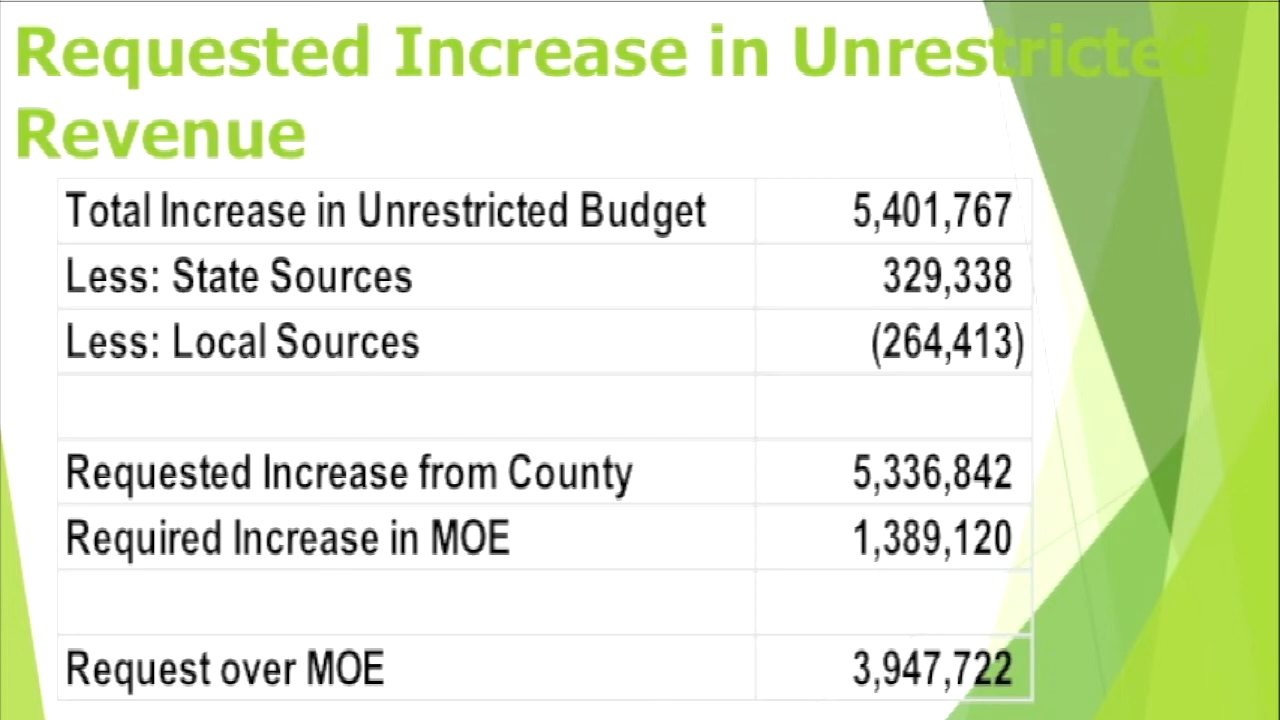 Requested Increase in Unrestricted
Revenue
Total Increase in Unrestricted Budget 5,401,767
Less: State Sources 329,338
Less: Local Sources (264,413)
Requested Increase from County 5,336,842
Required Increase in MOE 1,389,120
Request over MOE 3,947,722